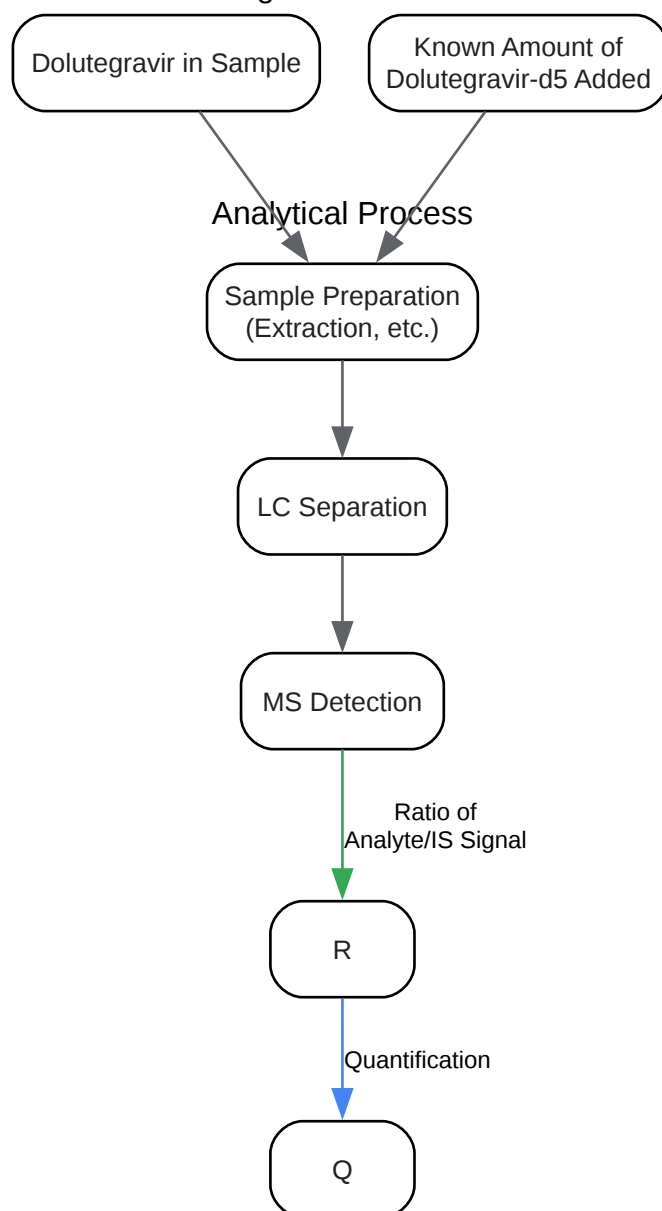 Dolutegravir in Sample
Known Amount of
Dolutegravir-d5 Added
Analytical Process
Sample Preparation
(Extraction, etc.)
LC Separation
MS Detection
Ratio of
Analyte/IS Signal
R
Quantification
Q